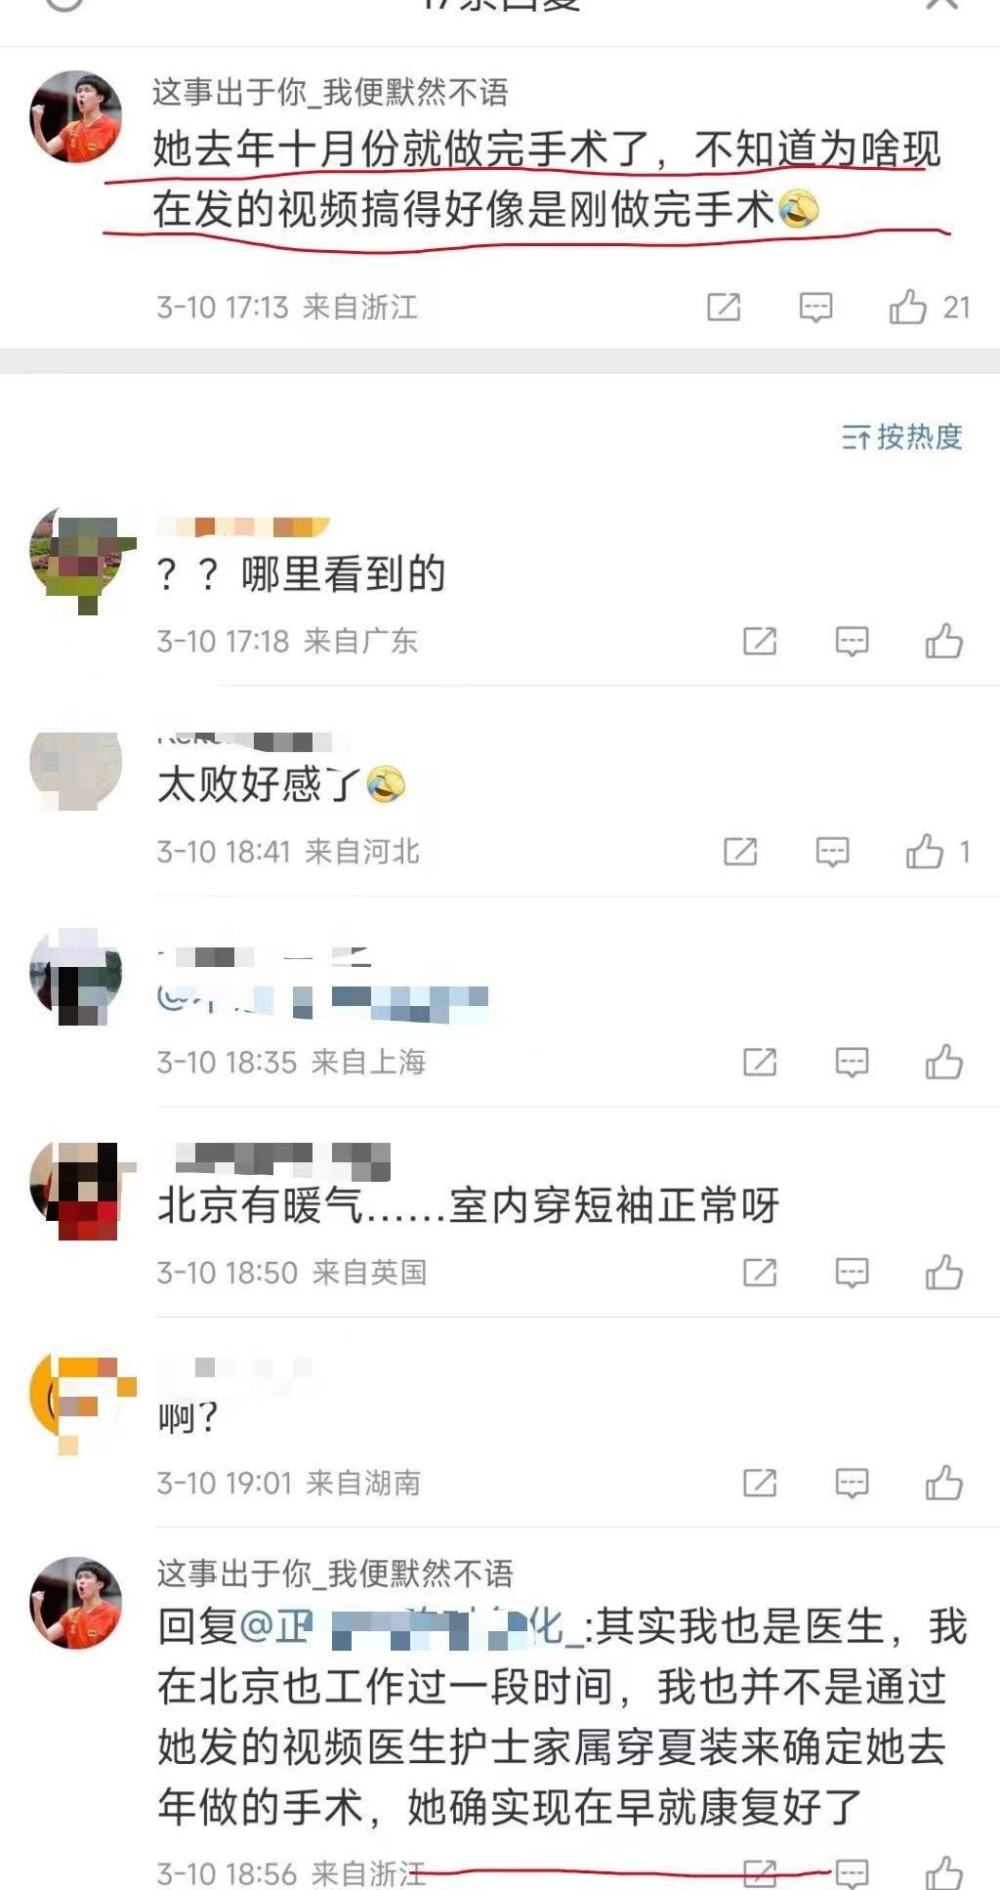 17条回复
这事出于你_我便默然不语
她去年十月份就做完手术了，不知道为啥现
在发的视频搞得好像是刚做完手术🤣
3-10 17:13 来自浙江
21
按热度
？？哪里看到的
3-10 17:18 来自广东
太败好感了🤣
3-10 18:41 来自河北
1
3-10 18:35 来自上海
北京有暖气……室内穿短袖正常呀
3-10 18:50 来自英国
啊？
3-10 19:01 来自湖南
这事出于你_我便默然不语
回复@正 化_:其实我也是医生，我
在北京也工作过一段时间，我也并不是通过
她发的视频医生护士家属穿夏装来确定她去
年做的手术，她确实现在早就康复好了
3-10 18:56 来自浙江